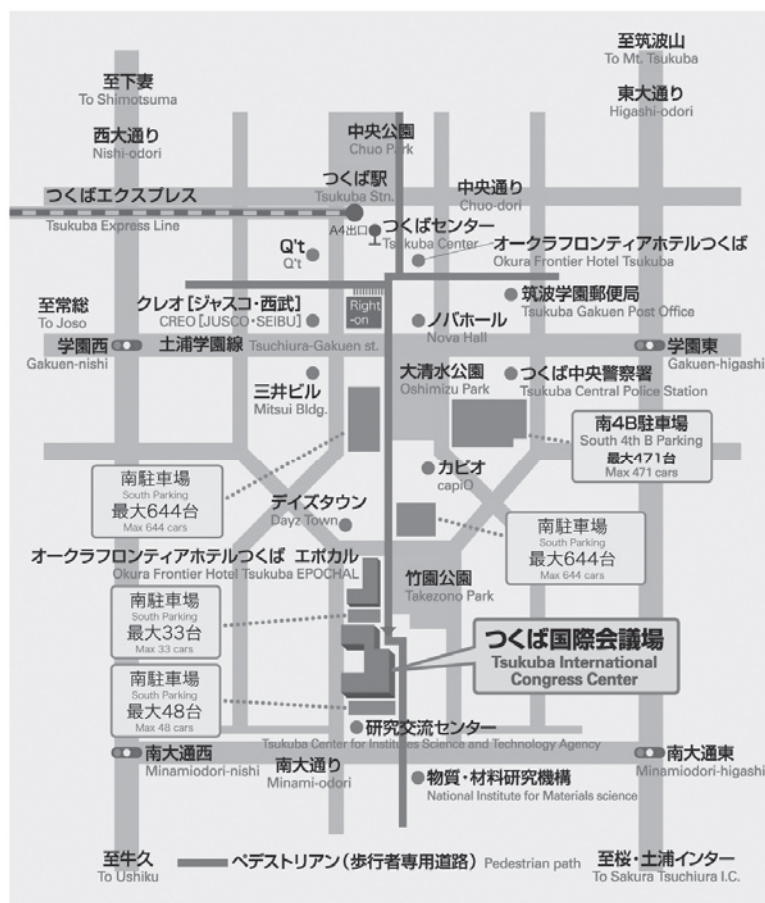 至筑波山
To Mt. Tsukuba
至下妻
To Shimotsuma
東大通り
Higashi-odori
西大通り
Nishi-odori
中央公園
Chuo Park
つくば駅
Tsukuba Stn.
中央通り
Chuo-dori
つくばエクスプレス
Tsukuba Express Line
A4出口
つくばセンター
Tsukuba Center
オークラフロンティアホテルつくば
Okura Frontier Hotel Tsukuba
Q't
Q't
至常総
To Joso
クレオ[ジャスコ・西武]
CREO [JUSCO・SEIBU]
Right
-on
筑波学園郵便局
Tsukuba Gakuen Post Office
ノバホール
Nova Hall
学園西
Gakuen-nishi
土浦学園線 Tsuchiura-Gakuen st.
学園東
Gakuen-higashi
三井ビル
Mitsui Bldg.
大清水公園
Oshimizu Park
つくば中央警察署
Tsukuba Central Police Station
南4B駐車場
South 4th B Parking
最大471台
Max 471 cars
カピオ
capiO
南駐車場
South Parking
最大644台
Max 644 cars
デイズタウン
Dayz Town
南駐車場
South Parking
最大644台
Max 644 cars
オークラフロンティアホテルつくば エポカル
Okura Frontier Hotel Tsukuba EPOCHAL
竹園公園
Takezono Park
南駐車場
South Parking
最大33台
Max 33 cars
つくば国際会議場
Tsukuba International
Congress Center
南駐車場
South Parking
最大48台
Max 48 cars
研究交流センター
Tsukuba Center for Institutes Science and Technology Agency
南大通西
Minamiodori-nishi
南大通り
Minami-odori
南大通東
Minamiodori-higashi
物質・材料研究機構
National Institute for Materials science
至牛久
To Ushiku
ペデストリアン(歩行者専用道路) Pedestrian path
至桜・土浦インター
To Sakura Tsuchiura I.C.